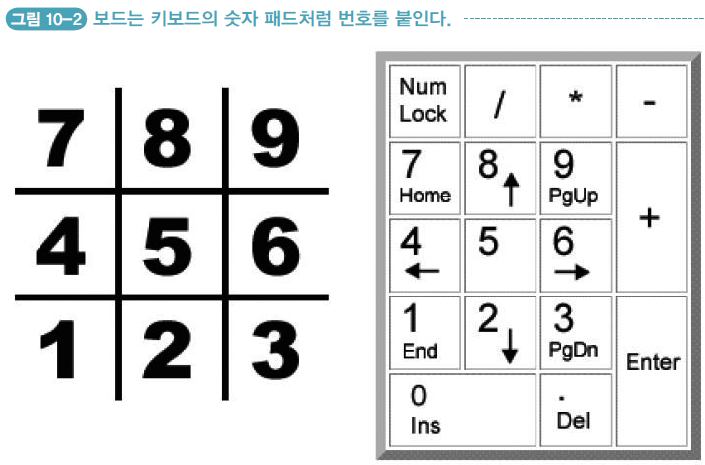 그림 10-2 보드는 키보드의 숫자 패드처럼 번호를 붙인다.
7 8 9
4 5 6
1 2 3
Num Lock / * -
7 Home 8 ↑ 9 PgUp +
4 ← 5 6 →
1 End 2 ↓ 3 PgDn Enter
0 Ins . Del